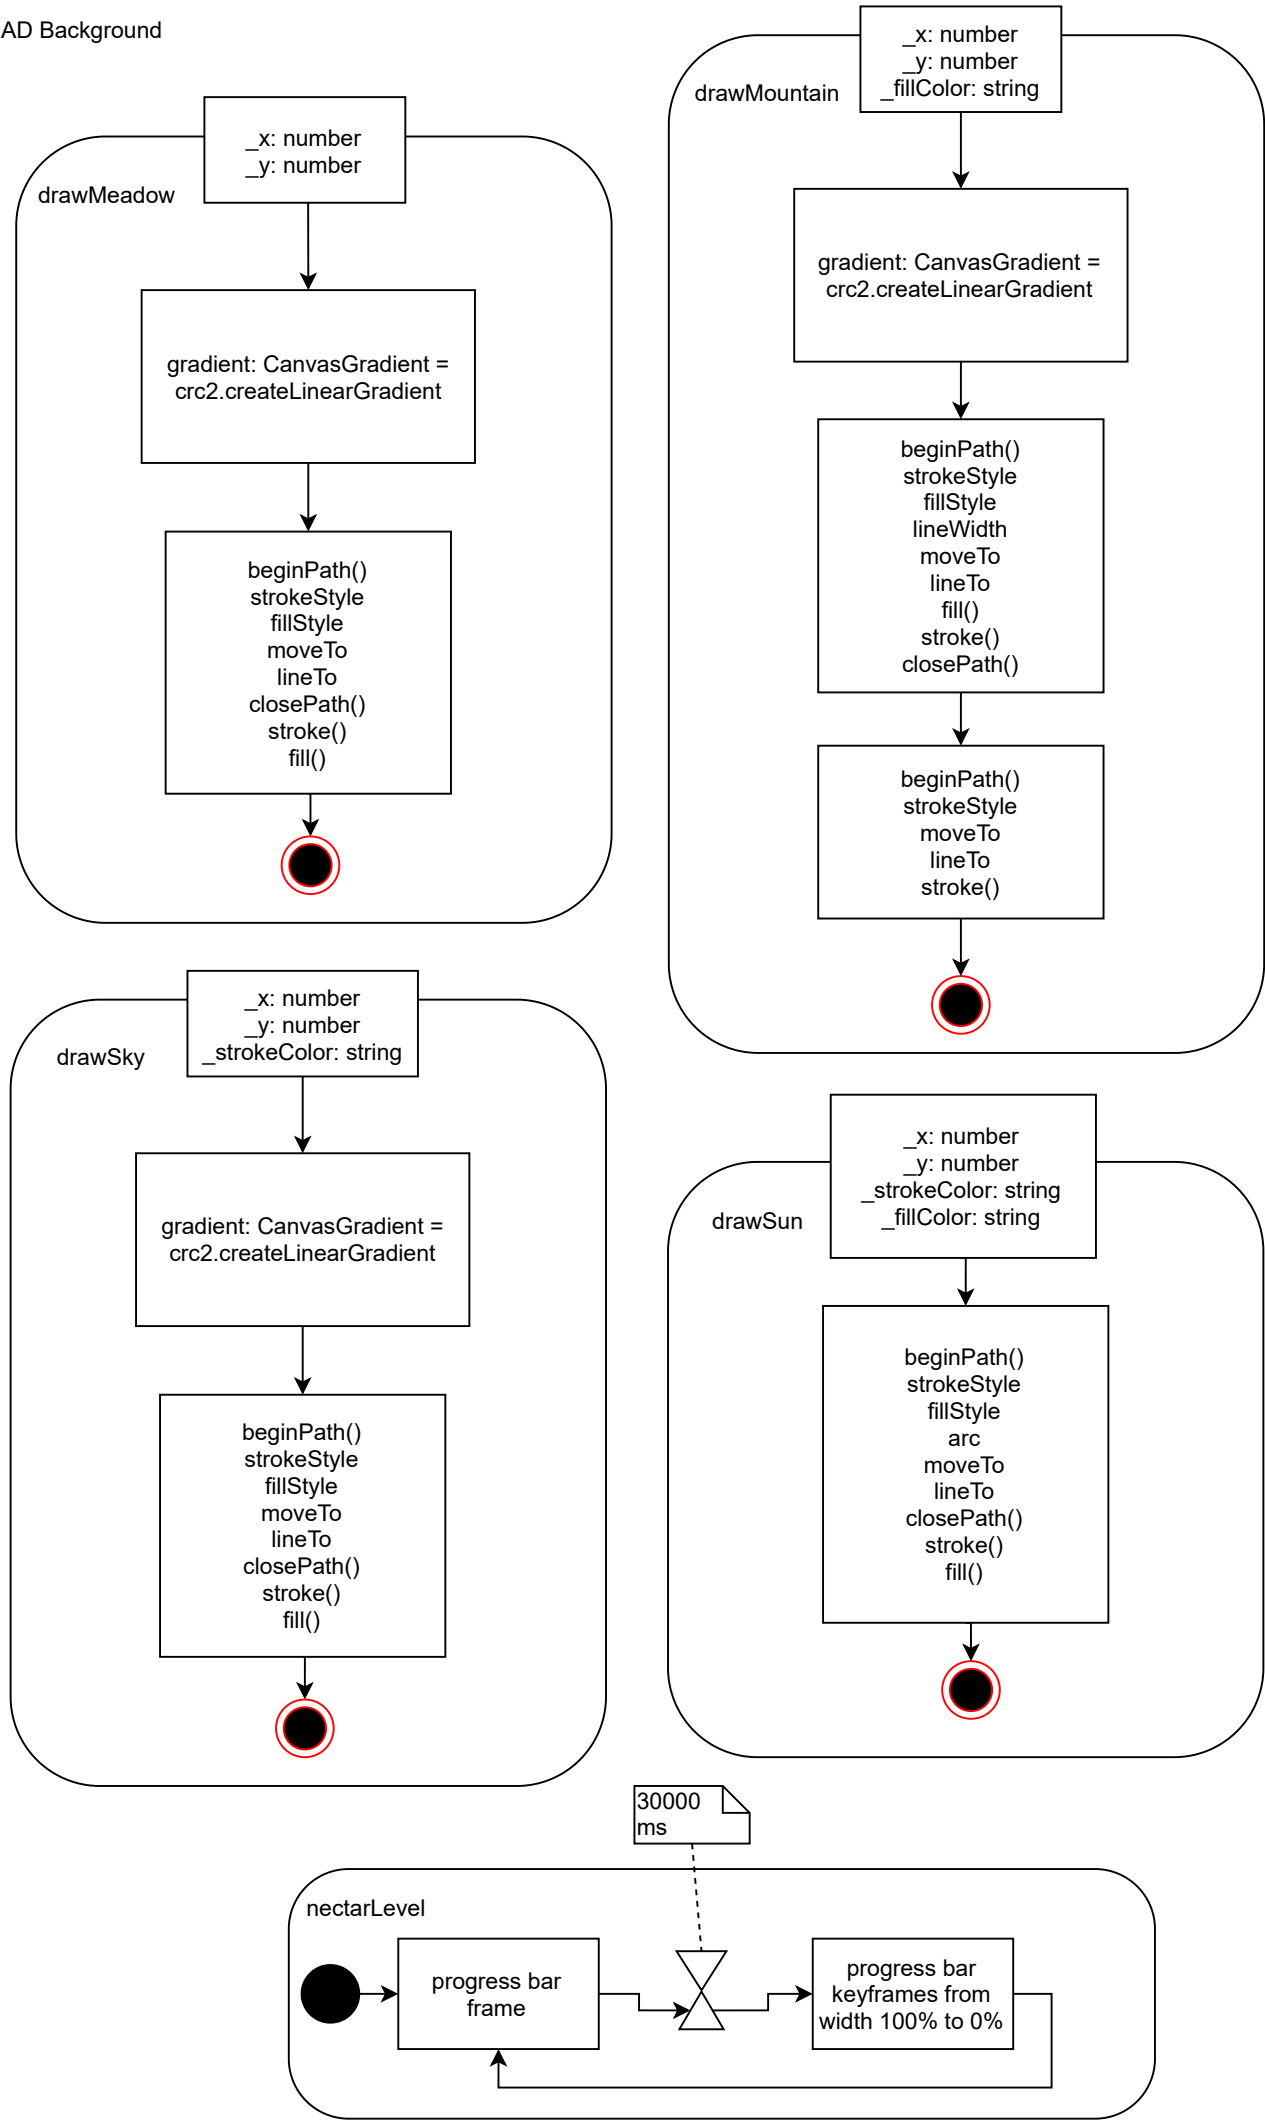 AD Background
_x: number
_y: number
drawMeadow
gradient: CanvasGradient =
crc2.createLinearGradient
beginPath()
strokeStyle
fillStyle
moveTo
lineTo
closePath()
stroke()
fill()
_x: number
_y: number
_fillColor: string
drawMountain
gradient: CanvasGradient =
crc2.createLinearGradient
beginPath()
strokeStyle
fillStyle
lineWidth
moveTo
lineTo
fill()
stroke()
closePath()
beginPath()
strokeStyle
moveTo
lineTo
stroke()
_x: number
_y: number
_strokeColor: string
drawSky
gradient: CanvasGradient =
crc2.createLinearGradient
beginPath()
strokeStyle
fillStyle
moveTo
lineTo
closePath()
stroke()
fill()
_x: number
_y: number
_strokeColor: string
_fillColor: string
drawSun
beginPath()
strokeStyle
fillStyle
arc
moveTo
lineTo
closePath()
stroke()
fill()
30000
ms
nectarLevel
progress bar
frame
progress bar
keyframes from
width 100% to 0%